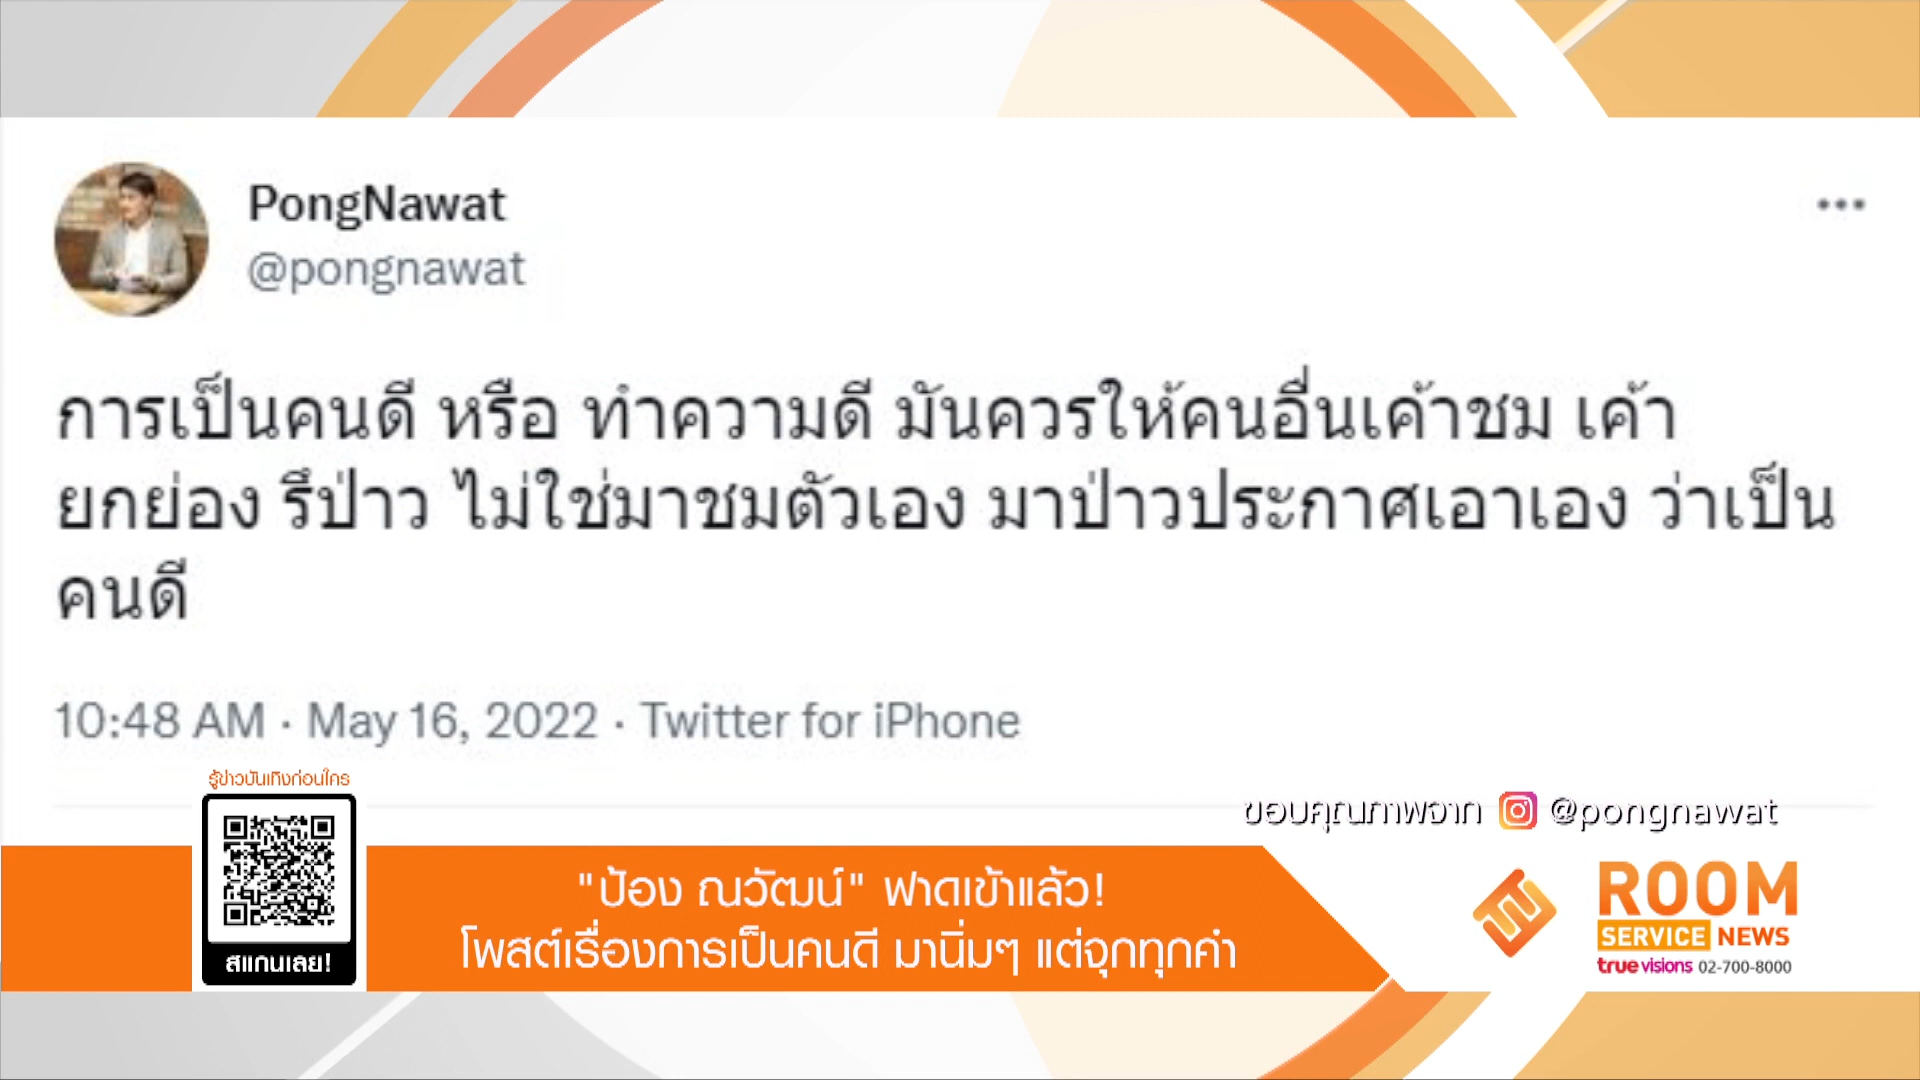 PongNawat
@pongnawat
การเป็นคนดี หรือ ทำความดี มันควรให้คนอื่นเค้าชม เค้า
ยกย่อง รึป่าว ไม่ใช่มาชมตัวเอง มาป่าวประกาศเอาเอง ว่าเป็น
คนดี
10:48 AM · May 16, 2022 · Twitter for iPhone
รู้ข่าวบันเทิงก่อนใคร
สแกนเลย!
ขอบคุณภาพจาก @pongnawat
"ป้อง ณวัฒน์" ฟาดเข้าแล้ว!
โพสต์เรื่องการเป็นคนดี มานิ่มๆ แต่จุกทุกคำ
ROOM
SERVICE NEWS
truevisions 02-700-8000